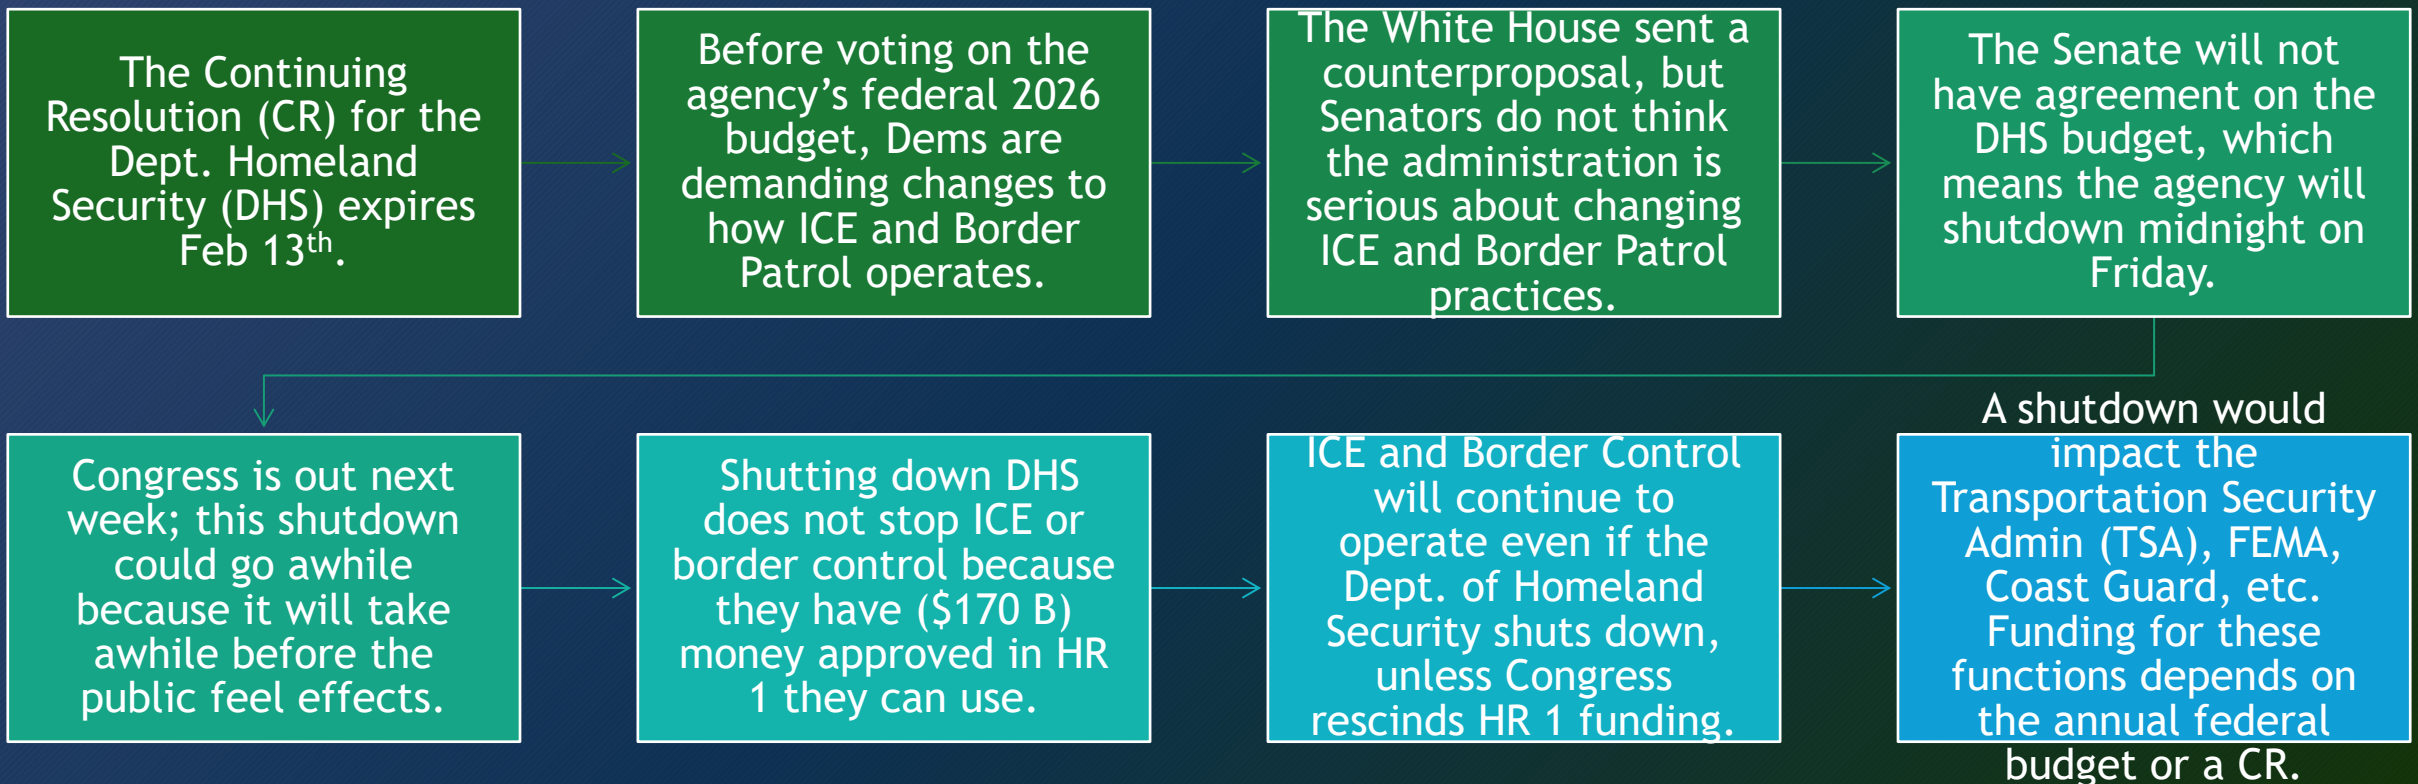 The Continuing
Resolution (CR) for the
Dept. Homeland
Security (DHS) expires
Feb 13th.
Before voting on the
agency’s federal 2026
budget, Dems are
demanding changes to
how ICE and Border
Patrol operates.
The White House sent a
counterproposal, but
Senators do not think
the administration is
serious about changing
ICE and Border Patrol
practices.
The Senate will not
have agreement on the
DHS budget, which
means the agency will
shutdown midnight on
Friday.
Congress is out next
week; this shutdown
could go awhile
because it will take
awhile before the
public feel effects.
Shutting down DHS
does not stop ICE or
border control because
they have ($170 B)
money approved in HR
1 they can use.
ICE and Border Control
will continue to
operate even if the
Dept. of Homeland
Security shuts down,
unless Congress
rescinds HR 1 funding.
A shutdown would
impact the
Transportation Security
Admin (TSA), FEMA,
Coast Guard, etc.
Funding for these
functions depends on
the annual federal
budget or a CR.